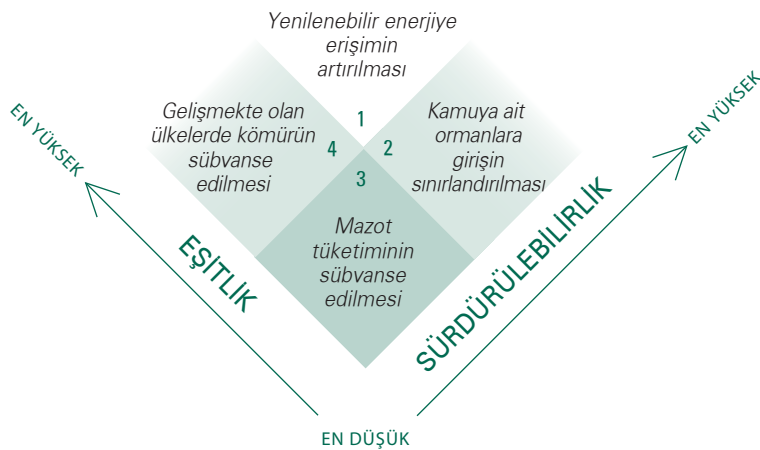 Yenilenebilir enerjiye
erişimin
artırılması
1
EN YÜKSEK
Gelişmekte olan
ülkelerde kömürün
sübvanse
edilmesi
4
2
Kamuya ait
ormanlara
girişin
sınırlandırılması
EN YÜKSEK
3
Mazot
tüketiminin
sübvanse
edilmesi
EŞİTLİK
SÜRDÜRÜLEBİLİRLİK
EN DÜŞÜK